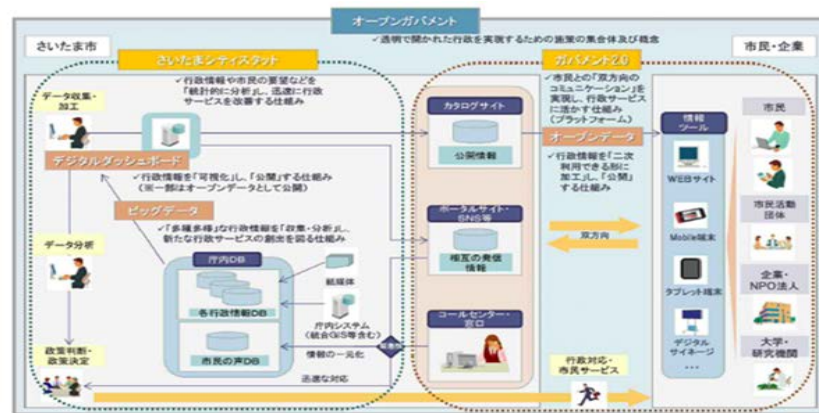 オープンガバメント
✓透明で開かれた行政を実現するための施策の集合体及び概念
さいたま市
さいたまシティスタット
ガバメント2.0
市民・企業
✓行政情報や市民の要望などを
「統計的に分析」し、迅速に行政
サービスを改善する仕組み
✓市民との「双方向の
コミュニケーション」を
実現し、行政サービス
に活かす仕組み
(プラットフォーム)
データ収集・
加工
カタログサイト
公開情報
情報
ツール
市民
デジタルダッシュボード
✓行政情報を「可視化」し、「公開」する仕組み
(※一部はオープンデータとして公開)
オープンデータ
✓行政情報を「二次
利用できる形に
加工」し、「公開」
する仕組み
WEBサイト
ビッグデータ
✓「多種多様」な行政情報を「収集・分析」し、
新たな行政サービスの創出を図る仕組み
ポータルサイト・
SNS等
相互の発信
情報
双方向
Mobile端末
市民活動
団体
データ分析
庁内DB
各行政情報DB
市民の声DB
紙媒体
庁内システム
(統合GIS等含む)
情報の一元化
コールセンター・
窓口
タブレット端末
企業・
NPO法人
デジタル
サイネージ
…
大学・
研究機関
政策判断・
政策決定
迅速な対応
行政対応・
市民サービス